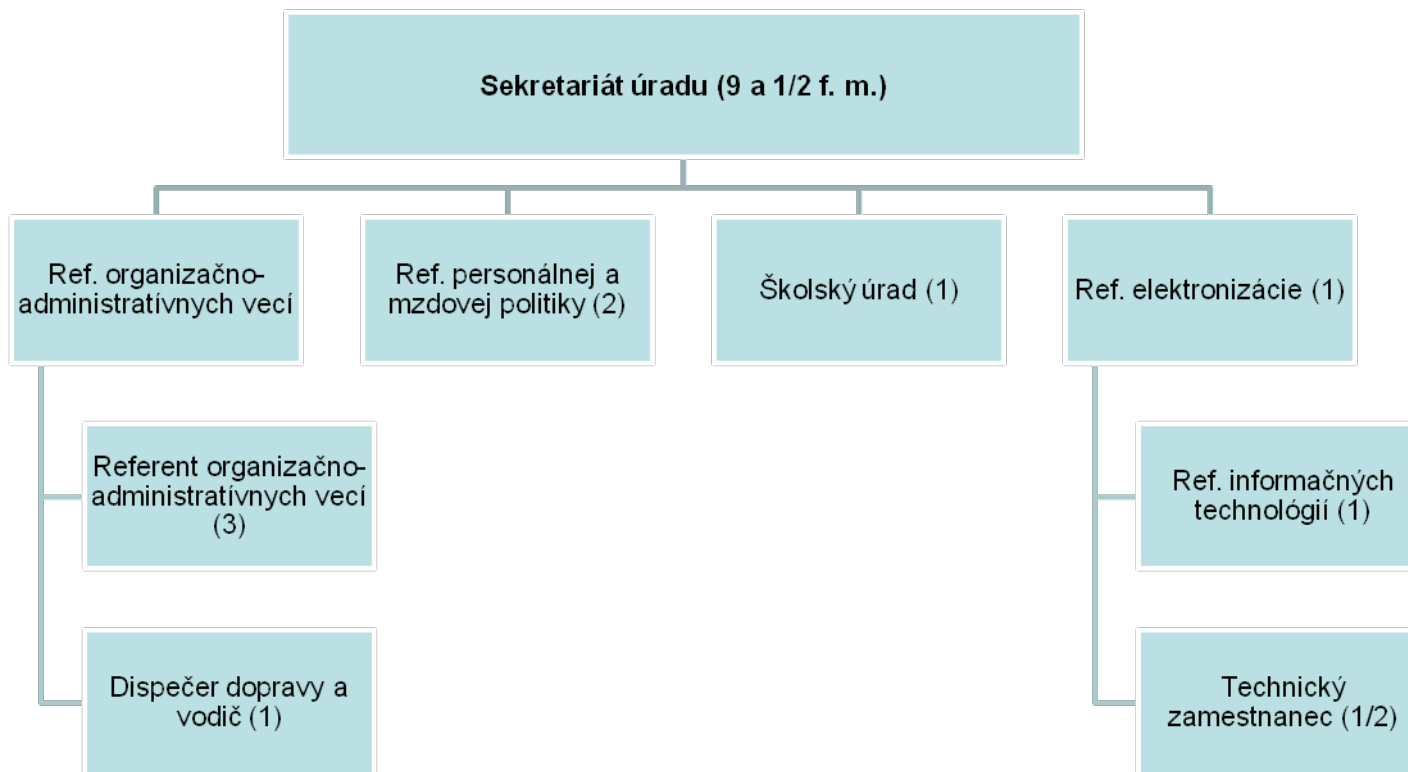 Sekretariát úradu (9 a 1/2 f. m.)
Ref. organizačno-
administratívnych vecí
Ref. personálnej a
mzdovej politiky (2)
Školský úrad (1)
Ref. elektronizácie (1)
Referent organizačno-
administratívnych vecí
(3)
Ref. informačných
technológií (1)
Dispečer dopravy a
vodič (1)
Technický
zamestnanec (1/2)